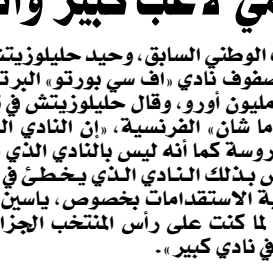 لاعب كبير وا
الوطني السابق، وحيد حليلوزيتش
صفوف نادي «اف سي بورتو» البرت
مليون أورو، وقال حليلوزيتش في
ما شان» الفرنسية، «إن النادي ال
روسة كما أنه ليس بالنادي الذي
بذلك النادي الذي يخطئ في
ية الاستقدامات بخصوص، ياسين
لما كنت على رأس المنتخب الجزا
في نادي كبير».